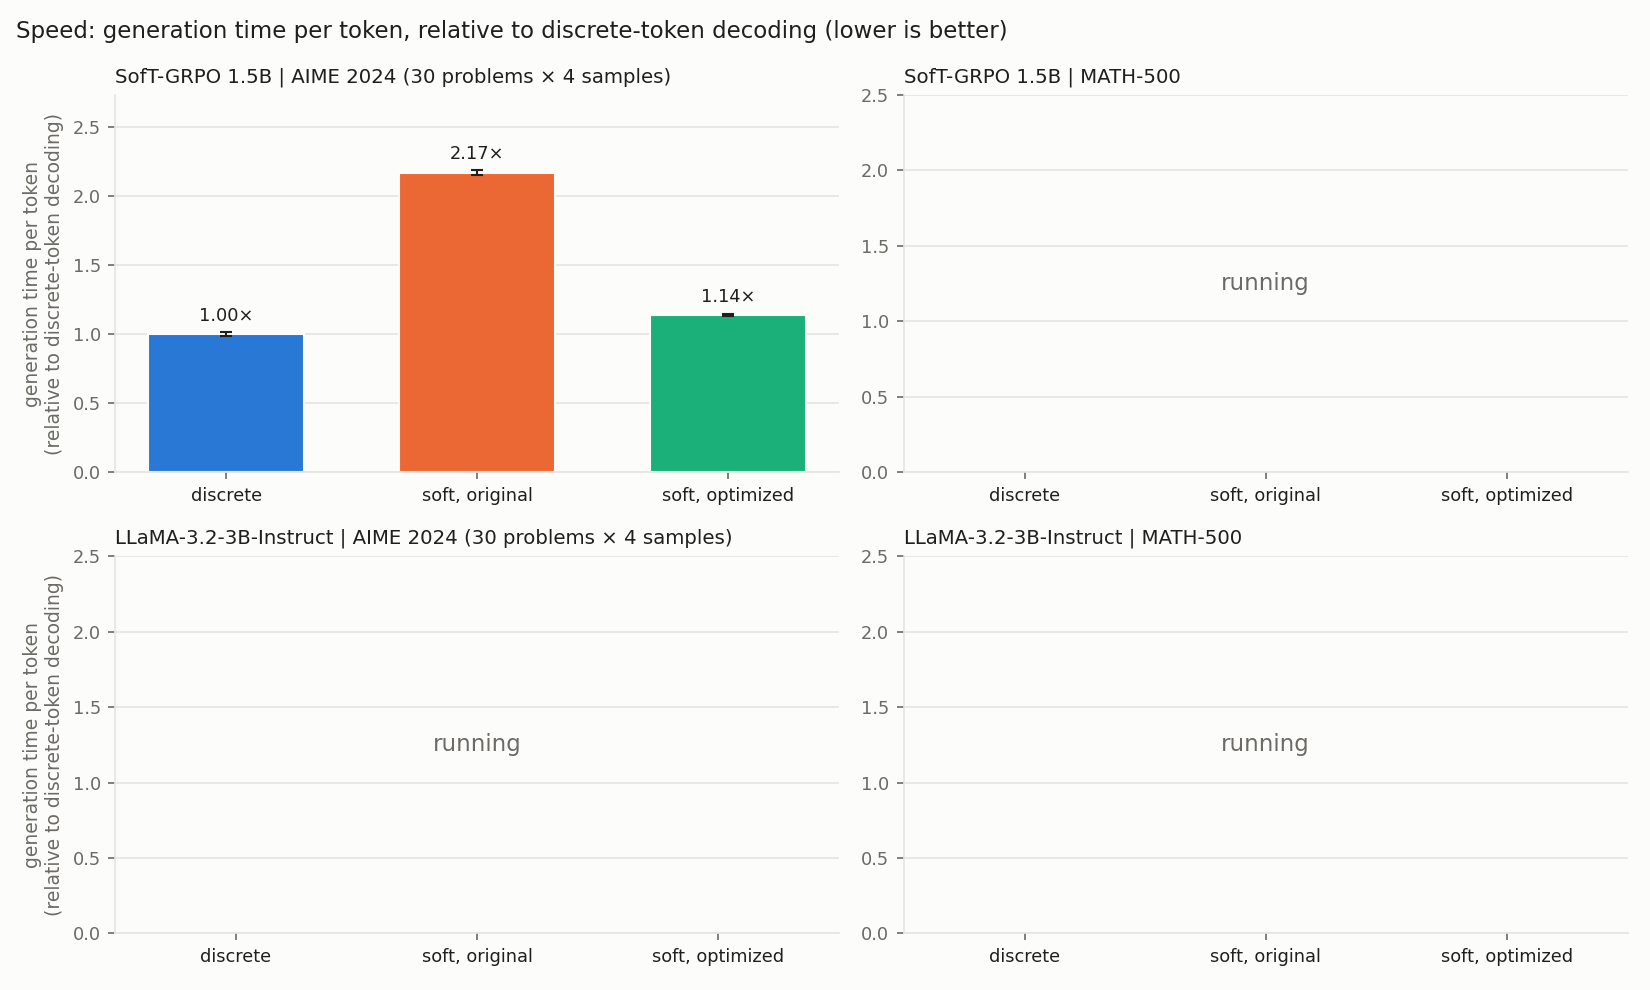 Speed: generation time per token, relative to discrete-token decoding (lower is better)
SofT-GRPO 1.5B | AIME 2024 (30 problems × 4 samples)
generation time per token
(relative to discrete-token decoding)
2.5
2.0
1.5
1.0
0.5
0.0
1.00×
2.17×
1.14×
discrete
soft, original
soft, optimized
SofT-GRPO 1.5B | MATH-500
2.5
2.0
1.5
1.0
0.5
0.0
running
discrete
soft, original
soft, optimized
LLaMA-3.2-3B-Instruct | AIME 2024 (30 problems × 4 samples)
generation time per token
(relative to discrete-token decoding)
2.5
2.0
1.5
1.0
0.5
0.0
running
discrete
soft, original
soft, optimized
LLaMA-3.2-3B-Instruct | MATH-500
2.5
2.0
1.5
1.0
0.5
0.0
running
discrete
soft, original
soft, optimized